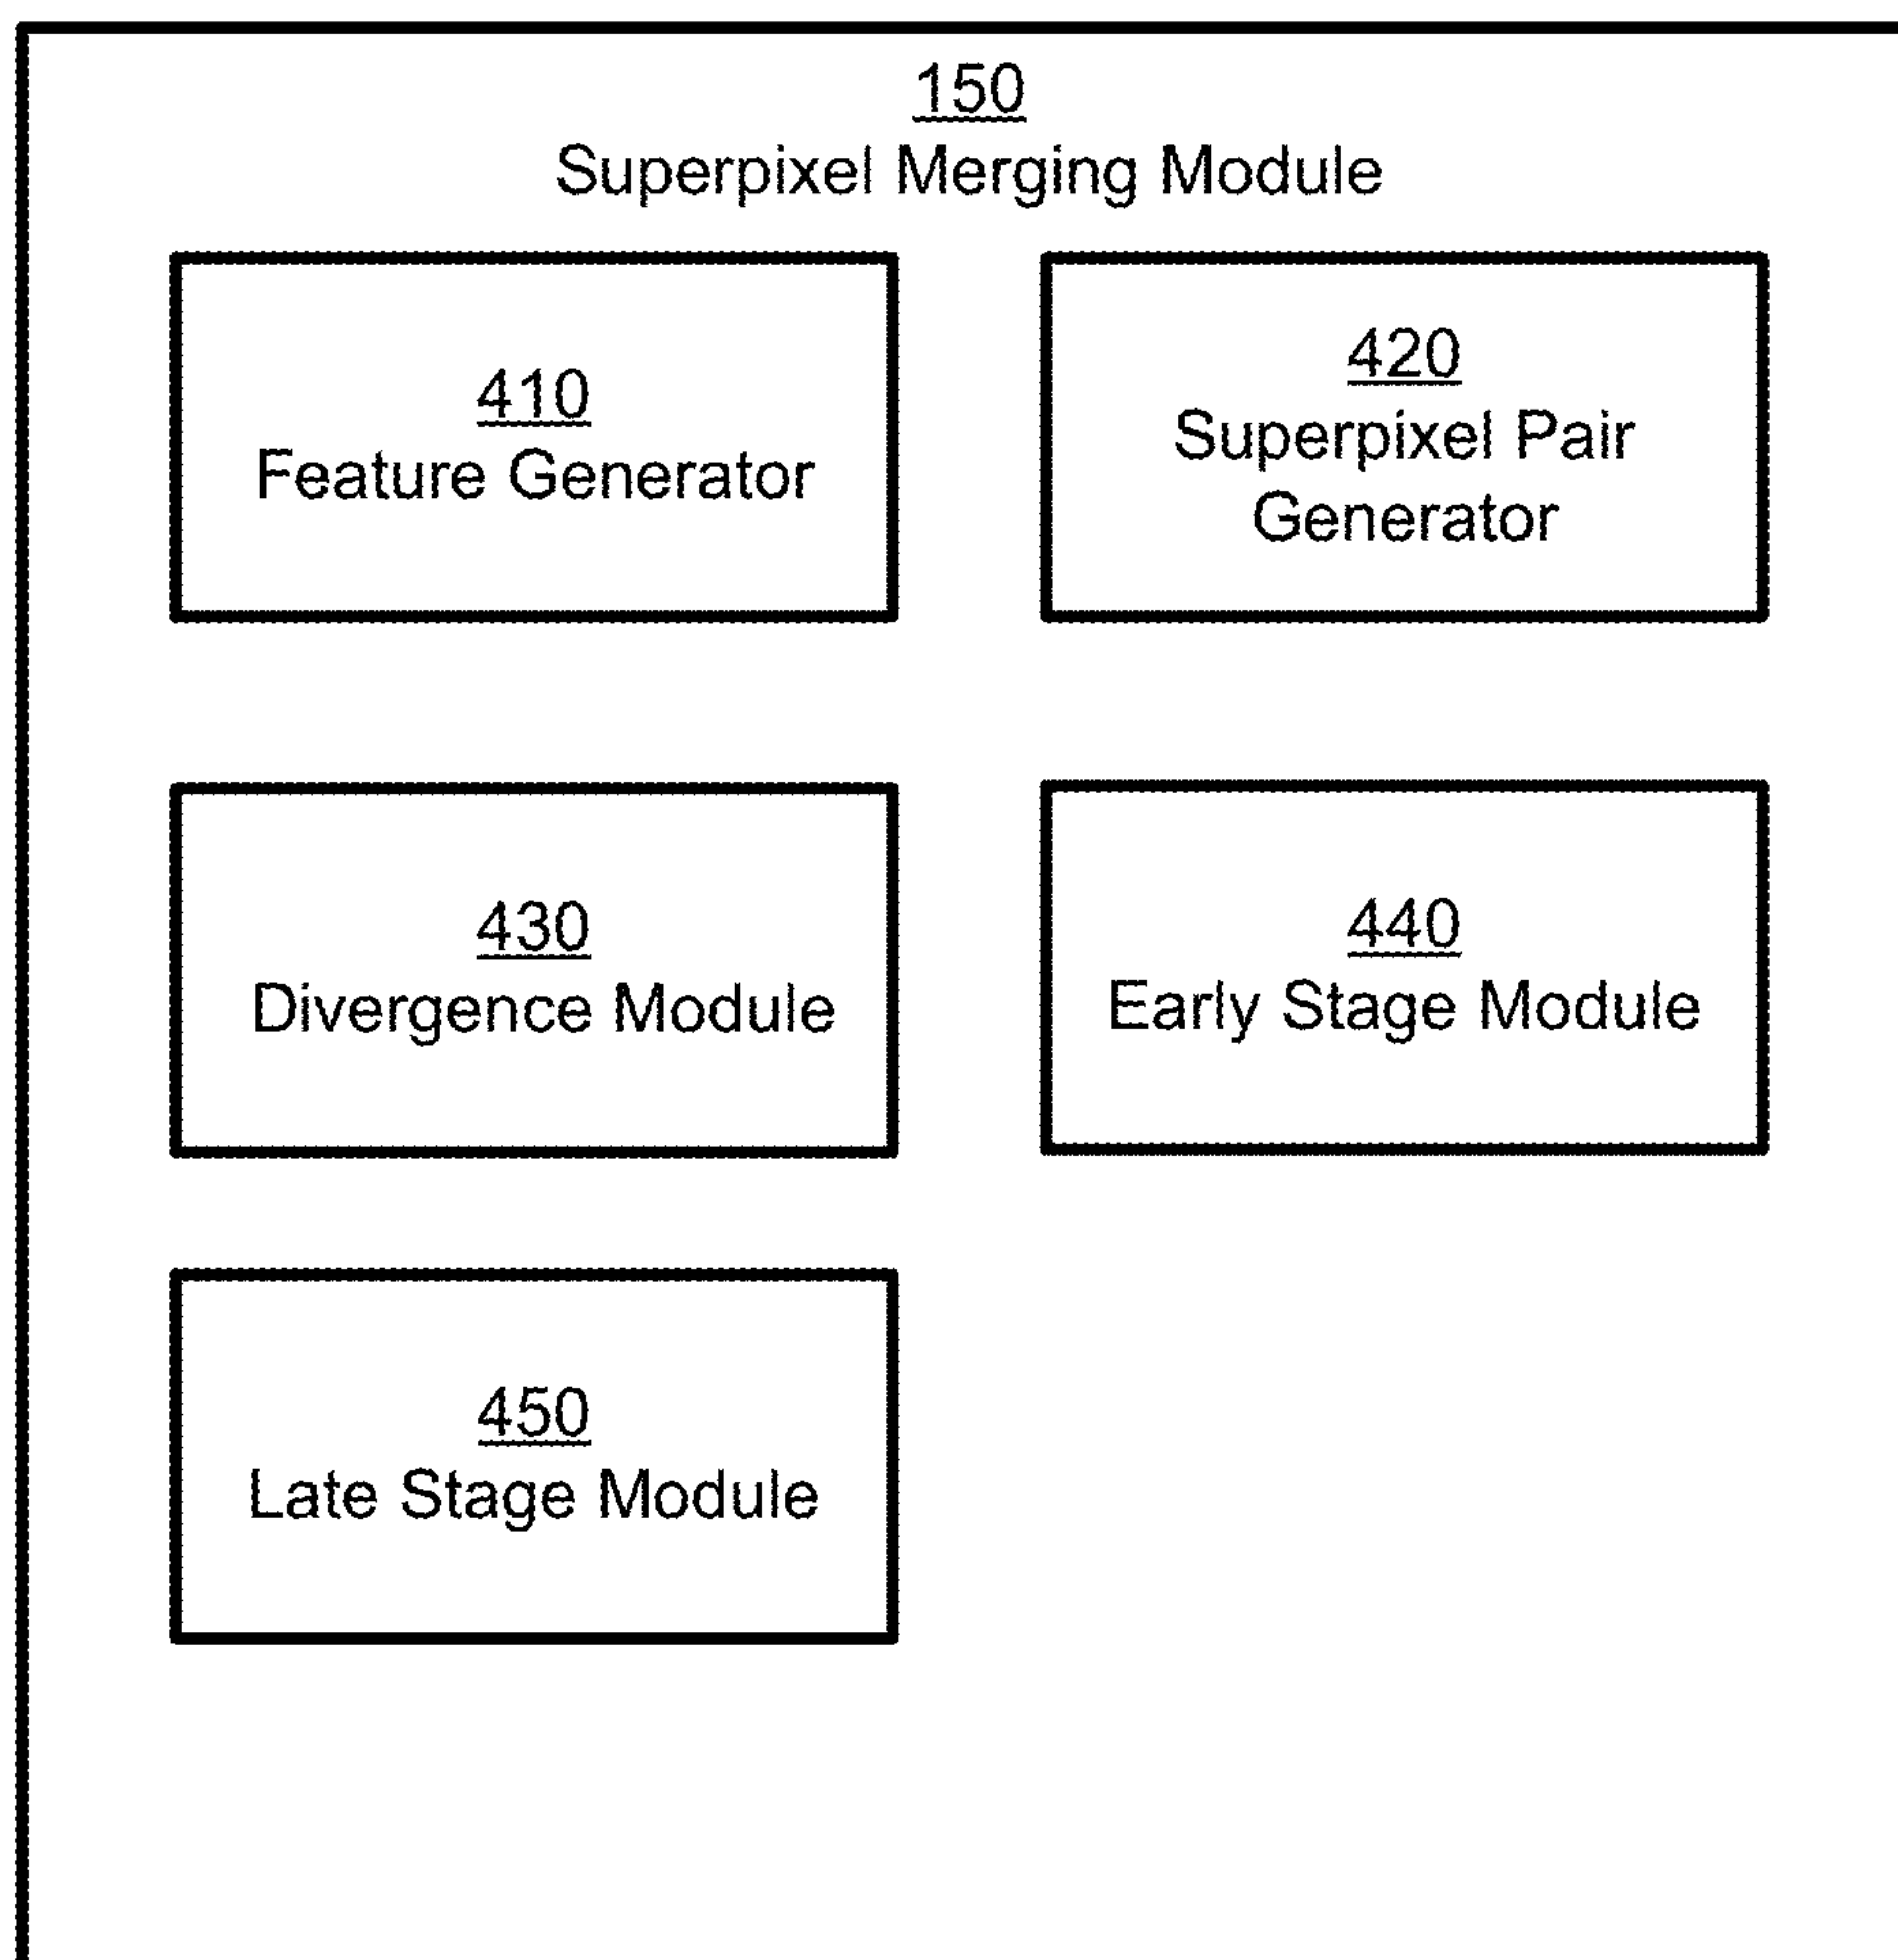 150
Superpixel Merging Module
410
Feature Generator
420
Superpixel Pair
Generator
430
Divergence Module
440
Early Stage Module
450
Late Stage Module